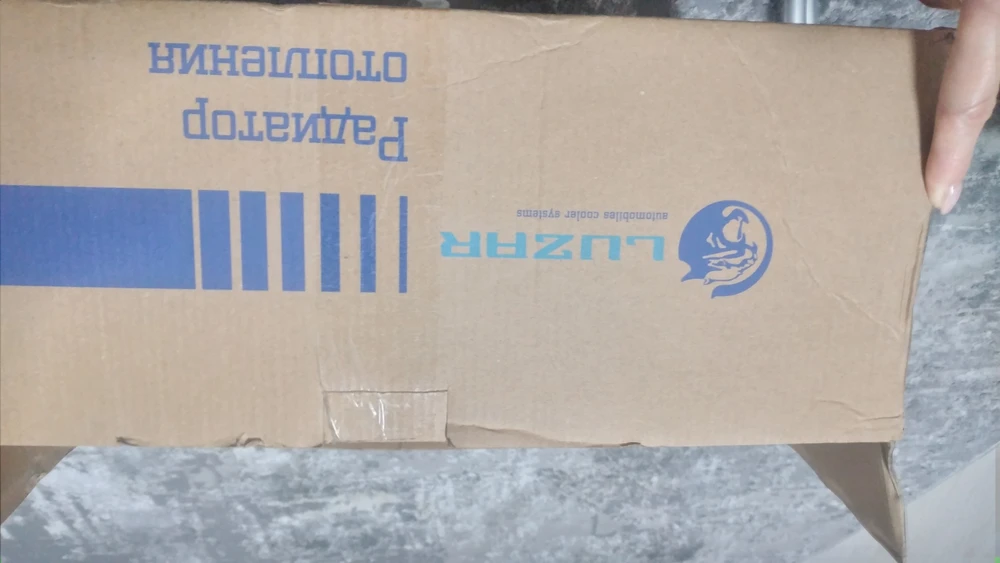 LUZAR
automobiles cooler systems
Радиатор
отопления